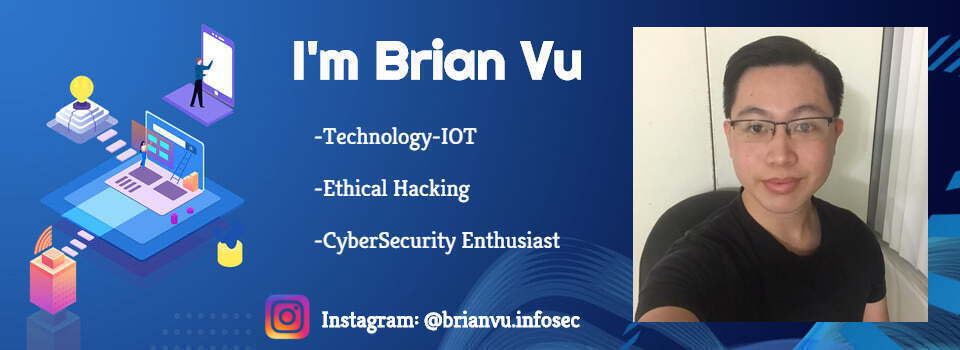 I'm Brian Vu
-Technology-IOT
-Ethical Hacking
-CyberSecurity Enthusiast
Instagram: @brianvu.infosec